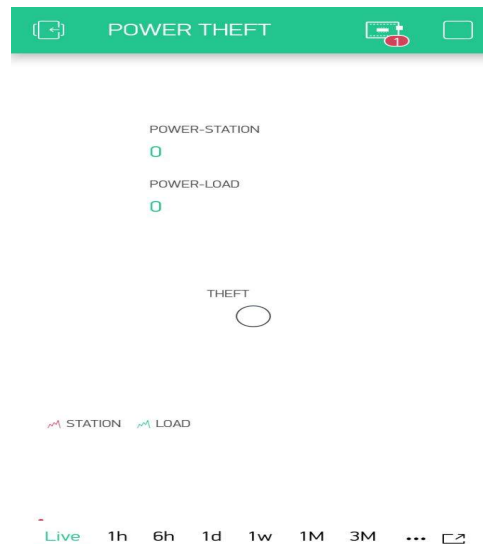 POWER THEFT
1
POWER-STATION
0
POWER-LOAD
0
THEFT
STATION LOAD
Live 1h 6h 1d 1w 1M 3M ...